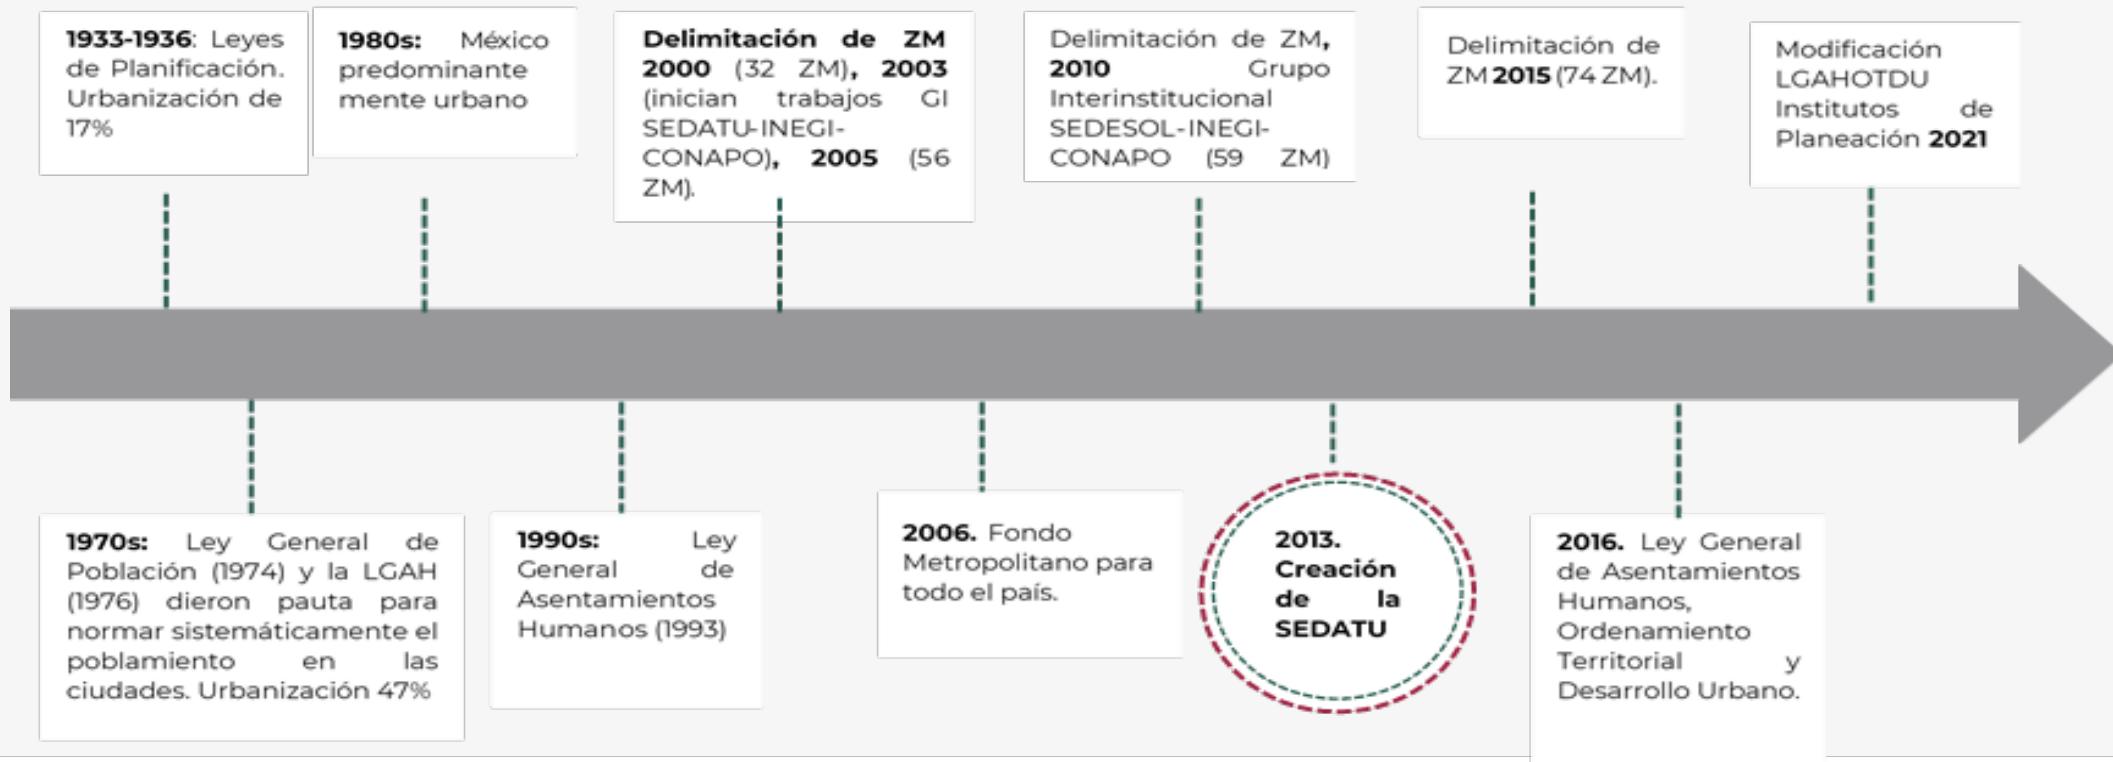 1933-1936: Leyes
de Planificación.
Urbanización de
17%
1980s: México
predominante
mente urbano
Delimitación de ZM
2000 (32 ZM), 2003
(inician trabajos GI
SEDATU-INEGI-
CONAPO), 2005 (56
ZM).
Delimitación de ZM,
2010 Grupo
Interinstitucional
SEDESOL-INEGI-
CONAPO (59 ZM)
Delimitación de
ZM 2015 (74 ZM).
Modificación
LGAHOTDU
Institutos de
Planeación 2021
1970s: Ley General de
Población (1974) y la LGAH
(1976) dieron pauta para
normar sistemáticamente el
poblamiento en las
ciudades. Urbanización 47%
1990s: Ley
General de
Asentamientos
Humanos (1993)
2006. Fondo
Metropolitano para
todo el país.
2013.
Creación
de la
SEDATU
2016. Ley General
de Asentamientos
Humanos,
Ordenamiento
Territorial y
Desarrollo Urbano.